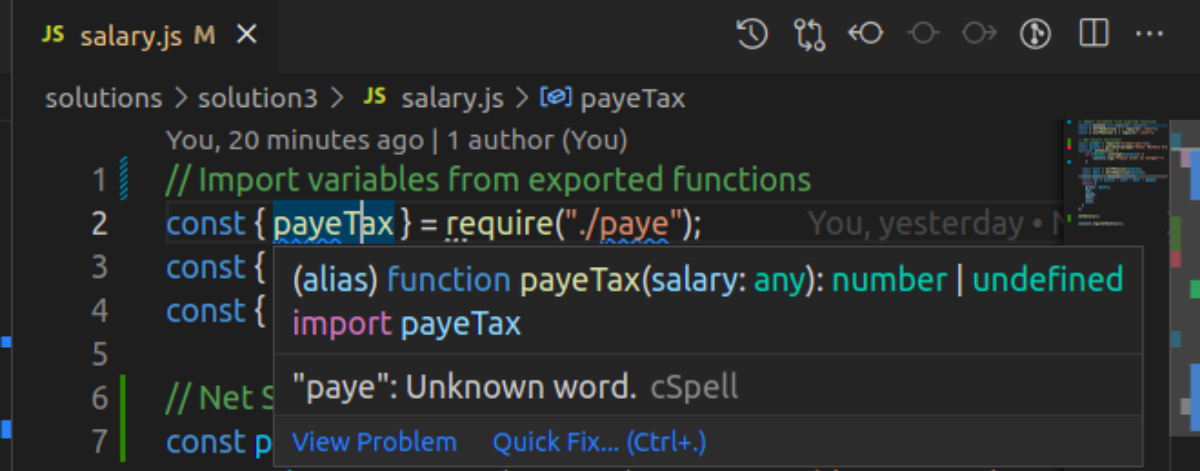 JS salary.js M ×
solutions > solution3 > JS salary.js > payeTax
You, 20 minutes ago | 1 author (You)
1 // Import variables from exported functions
2 const { payeTax } = require("./paye"); You, yesterday •
3 const {
4 const {
5
6 // Net
7 const p
(alias) function payeTax(salary: any): number | undefined
import payeTax
"paye": Unknown word. cSpell
View Problem Quick Fix... (Ctrl+.)